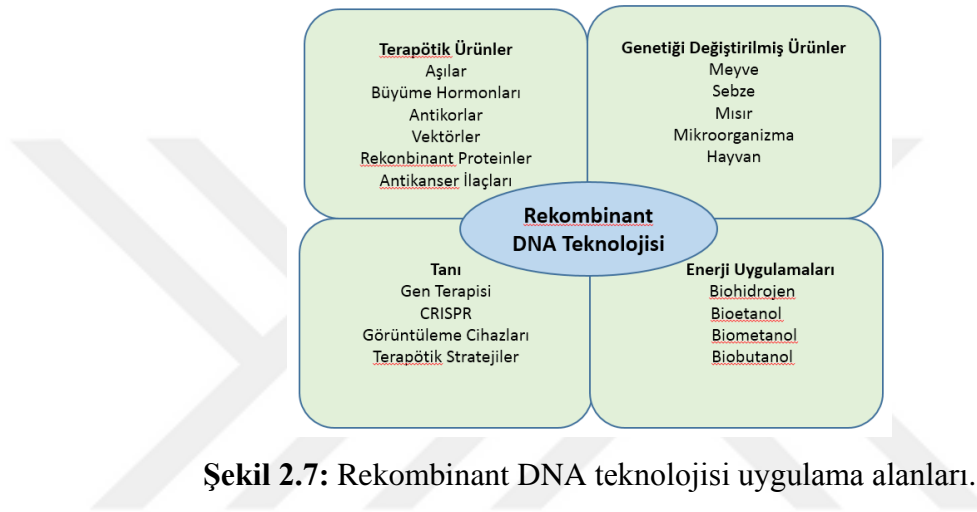 Terapötik Ürünler
Aşılar
Büyüme Hormonları
Antikorlar
Vektörler
Rekonbinant Proteinler
Antikanser İlaçları
Genetiği Değiştirilmiş Ürünler
Meyve
Sebze
Mısır
Mikroorganizma
Hayvan
Rekombinant
DNA Teknolojisi
Tanı
Gen Terapisi
CRISPR
Görüntüleme Cihazları
Terapötik Stratejiler
Enerji Uygulamaları
Biohidrojen
Bioetanol
Biometanol
Biobutanol
Şekil 2.7: Rekombinant DNA teknolojisi uygulama alanları.